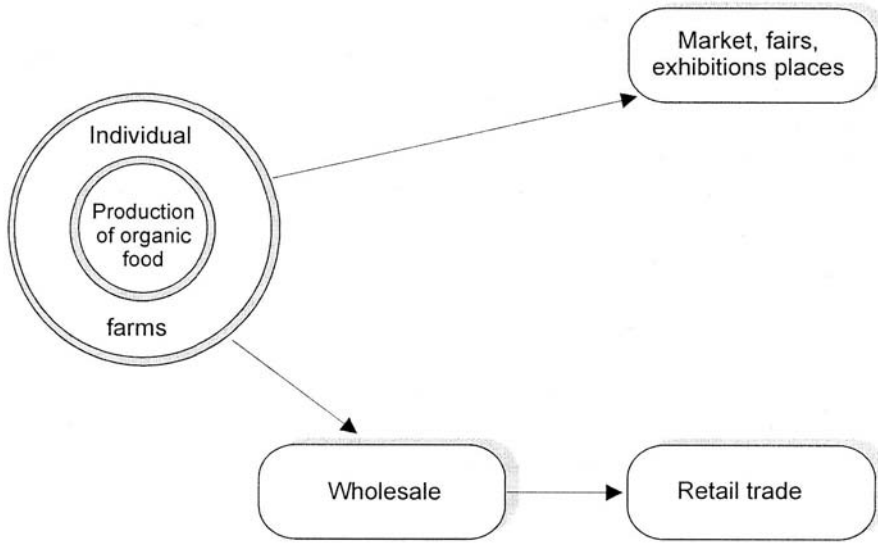 Market, fairs,
exhibitions places
Individual
Production
of organic
food
farms
Wholesale
Retail trade